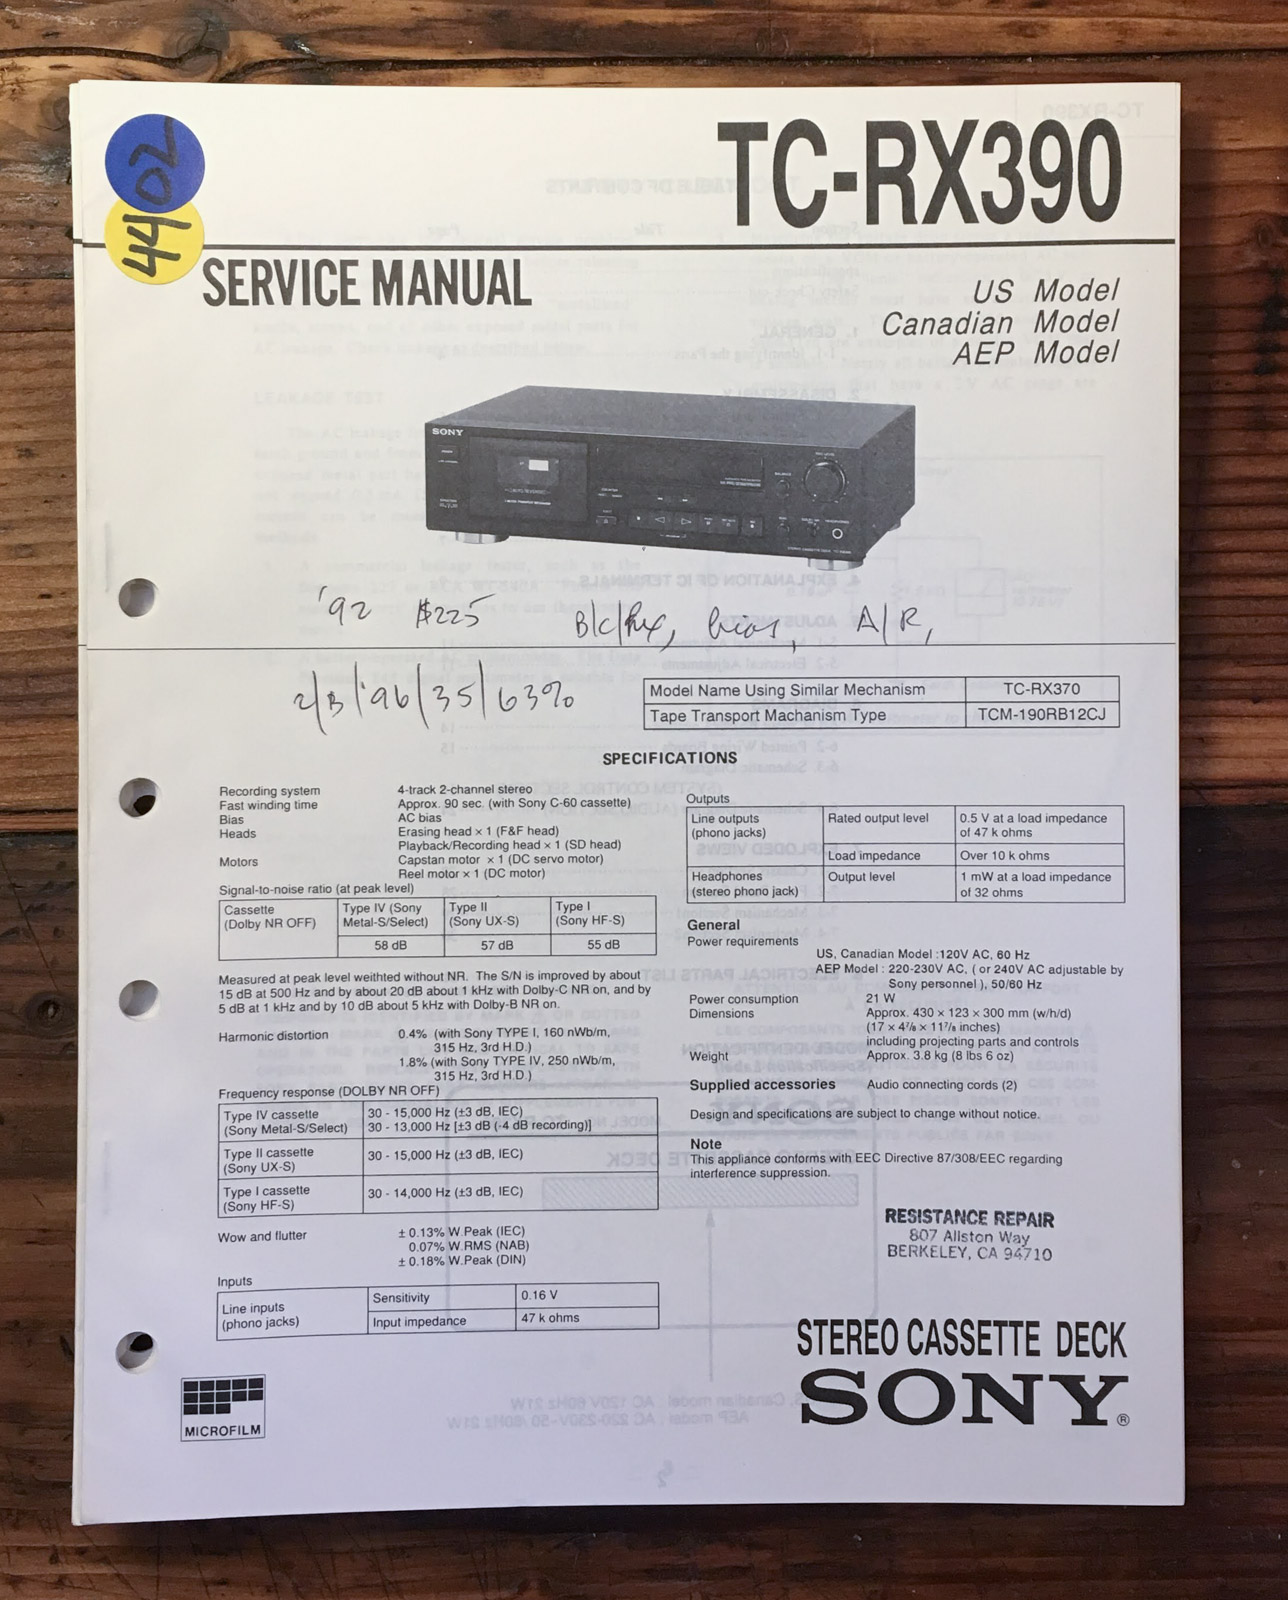 4402
TC-RX390
SERVICE MANUAL
US Model
Canadian Model
AEP Model
SONY
'92 $225 B/C/Hx, bias, A/R,
2/B/'96/35/63%
Model Name Using Similar Mechanism TC-RX370
Tape Transport Machanism Type TCM-190RB12CJ
SPECIFICATIONS
Recording system 4-track 2-channel stereo
Fast winding time Approx. 90 sec. (with Sony C-60 cassette)
Bias AC bias
Heads Erasing head × 1 (F&F head)
Playback/Recording head × 1 (SD head)
Motors Capstan motor × 1 (DC servo motor)
Reel motor × 1 (DC motor)
Signal-to-noise ratio (at peak level)
Cassette (Dolby NR OFF) Type IV (Sony Metal-S/Select) Type II (Sony UX-S) Type I (Sony HF-S)
58 dB 57 dB 55 dB
Measured at peak level weithted without NR. The S/N is improved by about
15 dB at 500 Hz and by about 20 dB about 1 kHz with Dolby-C NR on, and by
5 dB at 1 kHz and by 10 dB about 5 kHz with Dolby-B NR on.
Harmonic distortion 0.4% (with Sony TYPE I, 160 nWb/m,
315 Hz, 3rd H.D.)
1.8% (with Sony TYPE IV, 250 nWb/m,
315 Hz, 3rd H.D.)
Frequency response (DOLBY NR OFF)
Type IV cassette 30 - 15,000 Hz (±3 dB, IEC)
(Sony Metal-S/Select) 30 - 13,000 Hz [±3 dB (-4 dB recording)]
Type II cassette 30 - 15,000 Hz (±3 dB, IEC)
(Sony UX-S)
Type I cassette 30 - 14,000 Hz (±3 dB, IEC)
(Sony HF-S)
Wow and flutter ± 0.13% W.Peak (IEC)
0.07% W.RMS (NAB)
± 0.18% W.Peak (DIN)
Inputs
Line inputs (phono jacks) Sensitivity 0.16 V
Input impedance 47 k ohms
Outputs
Line outputs (phono jacks) Rated output level 0.5 V at a load impedance of 47 k ohms
Load impedance Over 10 k ohms
Headphones (stereo phono jack) Output level 1 mW at a load impedance of 32 ohms
General
Power requirements
US, Canadian Model :120V AC, 60 Hz
AEP Model : 220-230V AC, ( or 240V AC adjustable by
Sony personnel ), 50/60 Hz
Power consumption 21 W
Dimensions Approx. 430 × 123 × 300 mm (w/h/d)
(17 × 4⅞ × 11⅞ inches)
including projecting parts and controls
Weight Approx. 3.8 kg (8 lbs 6 oz)
Supplied accessories Audio connecting cords (2)
Design and specifications are subject to change without notice.
Note
This appliance conforms with EEC Directive 87/308/EEC regarding
interference suppression.
RESISTANCE REPAIR
807 Allston Way
BERKELEY, CA 94710
STEREO CASSETTE DECK
SONY®
MICROFILM